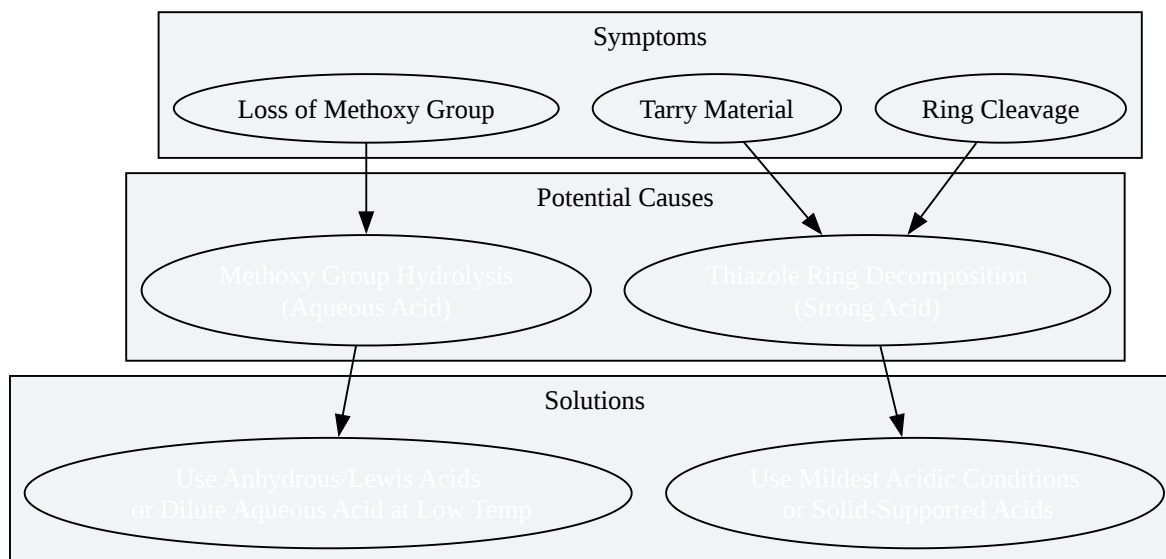 Symptoms
Loss of Methoxy Group
Tarry Material
Ring Cleavage
Potential Causes
Methoxy Group Hydrolysis
(Aqueous Acid)
Thiazole Ring Decomposition
(Strong Acid)
Solutions
Use Anhydrous/Lewis Acids
or Dilute Aqueous Acid at Low Temp
Use Mildest Acidic Conditions
or Solid-Supported Acids